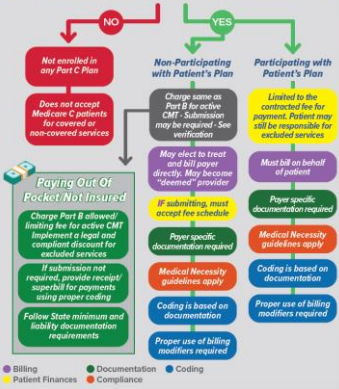 NO
YES
Not enrolled in
any Part C Plan
Does not accept
Medicare C patients
for covered or
non-covered services
Non-Participating
with Patient's Plan
Charge same as
Part B for active
CMT - Submission
may be required - See
verification
May elect to treat
and bill payer
directly. May become
"deemed" provider
IF submitting, must
accept fee schedule
Payer specific
documentation required
Medical Necessity
guidelines apply
Coding is based on
documentation
Proper use of billing
modifiers required
Participating with
Patient's Plan
Limited to the
contracted fee for
payment. Patient may
still be responsible for
excluded services
Must bill on behalf
of patient
Payer specific
documentation required
Medical Necessity
guidelines apply
Coding is based on
documentation
Proper use of billing
modifiers required
Paying Out Of
Pocket Not Insured
Charge Part B allowed/
limiting fee for active CMT
Implement a legal and
compliant discount for
excluded services
If submission not
required, provide receipt/
superbill for payments
using proper coding
Follow State minimum and
liability documentation
requirements
Billing
Documentation
Coding
Patient Finances
Compliance